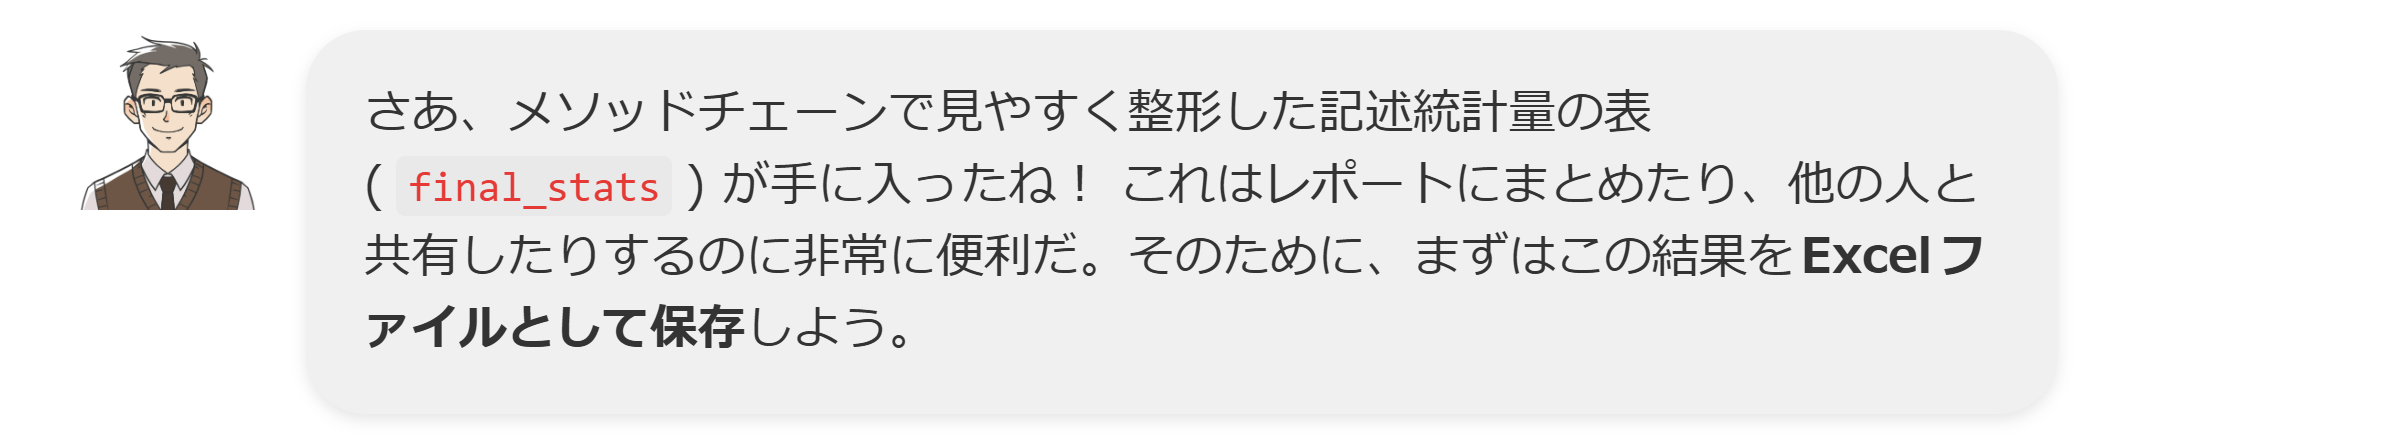 さあ、メソッドチェーンで見やすく整形した記述統計量の表
( final_stats ) が手に入ったね！ これはレポートにまとめたり、他の人と
共有したりするのに非常に便利だ。そのために、まずはこの結果をExcelフ
ァイルとして保存しよう。